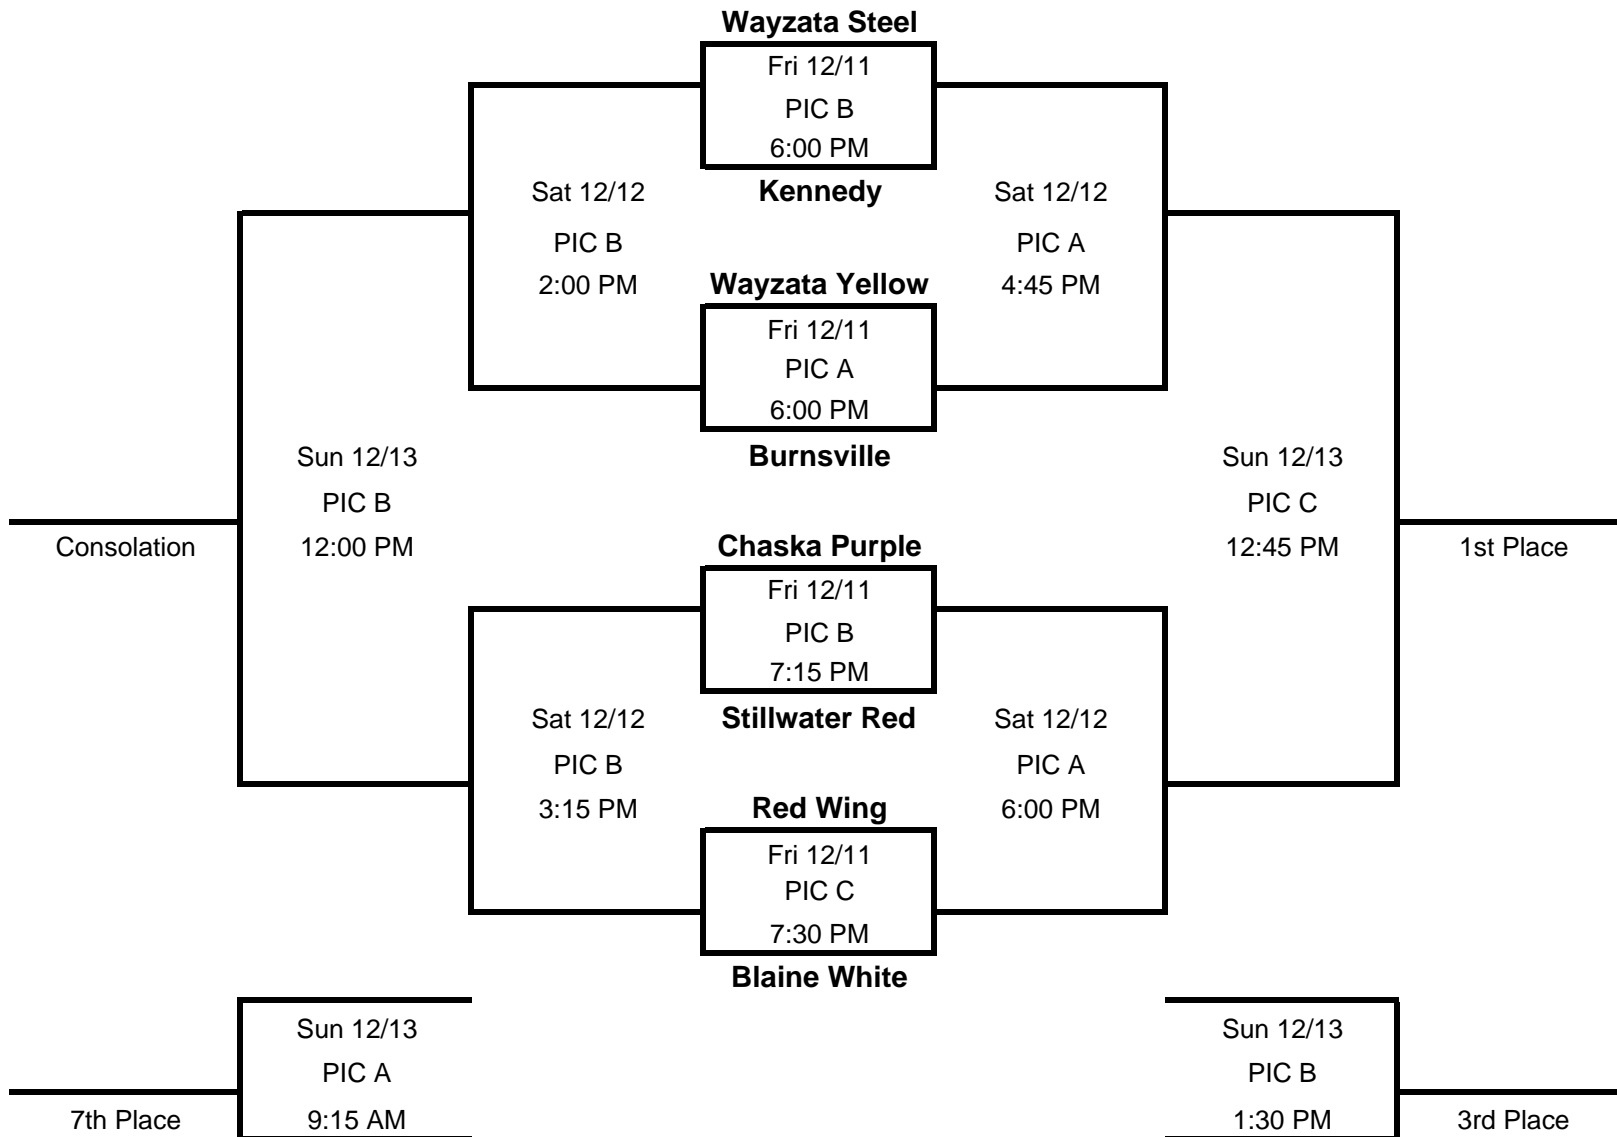 Wayzata Steel
Fri 12/11
PIC B
6:00 PM
Kennedy
Sat 12/12
PIC B
2:00 PM
Sat 12/12
PIC A
4:45 PM
Wayzata Yellow
Fri 12/11
PIC A
6:00 PM
Burnsville
Sun 12/13
PIC B
12:00 PM
Consolation
Sun 12/13
PIC C
12:45 PM
1st Place
Chaska Purple
Fri 12/11
PIC B
7:15 PM
Stillwater Red
Sat 12/12
PIC B
3:15 PM
Sat 12/12
PIC A
6:00 PM
Red Wing
Fri 12/11
PIC C
7:30 PM
Blaine White
Sun 12/13
PIC A
9:15 AM
7th Place
Sun 12/13
PIC B
1:30 PM
3rd Place